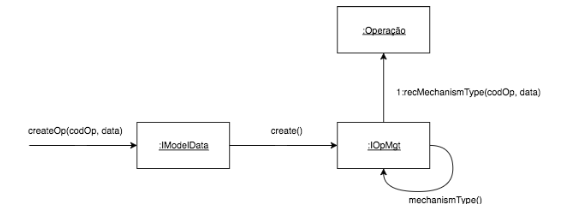 :Operação
1:recMechanismType(codOp, data)
createOp(codOp, data)
create()
:IModelData
:IOpMgt
mechanismType()